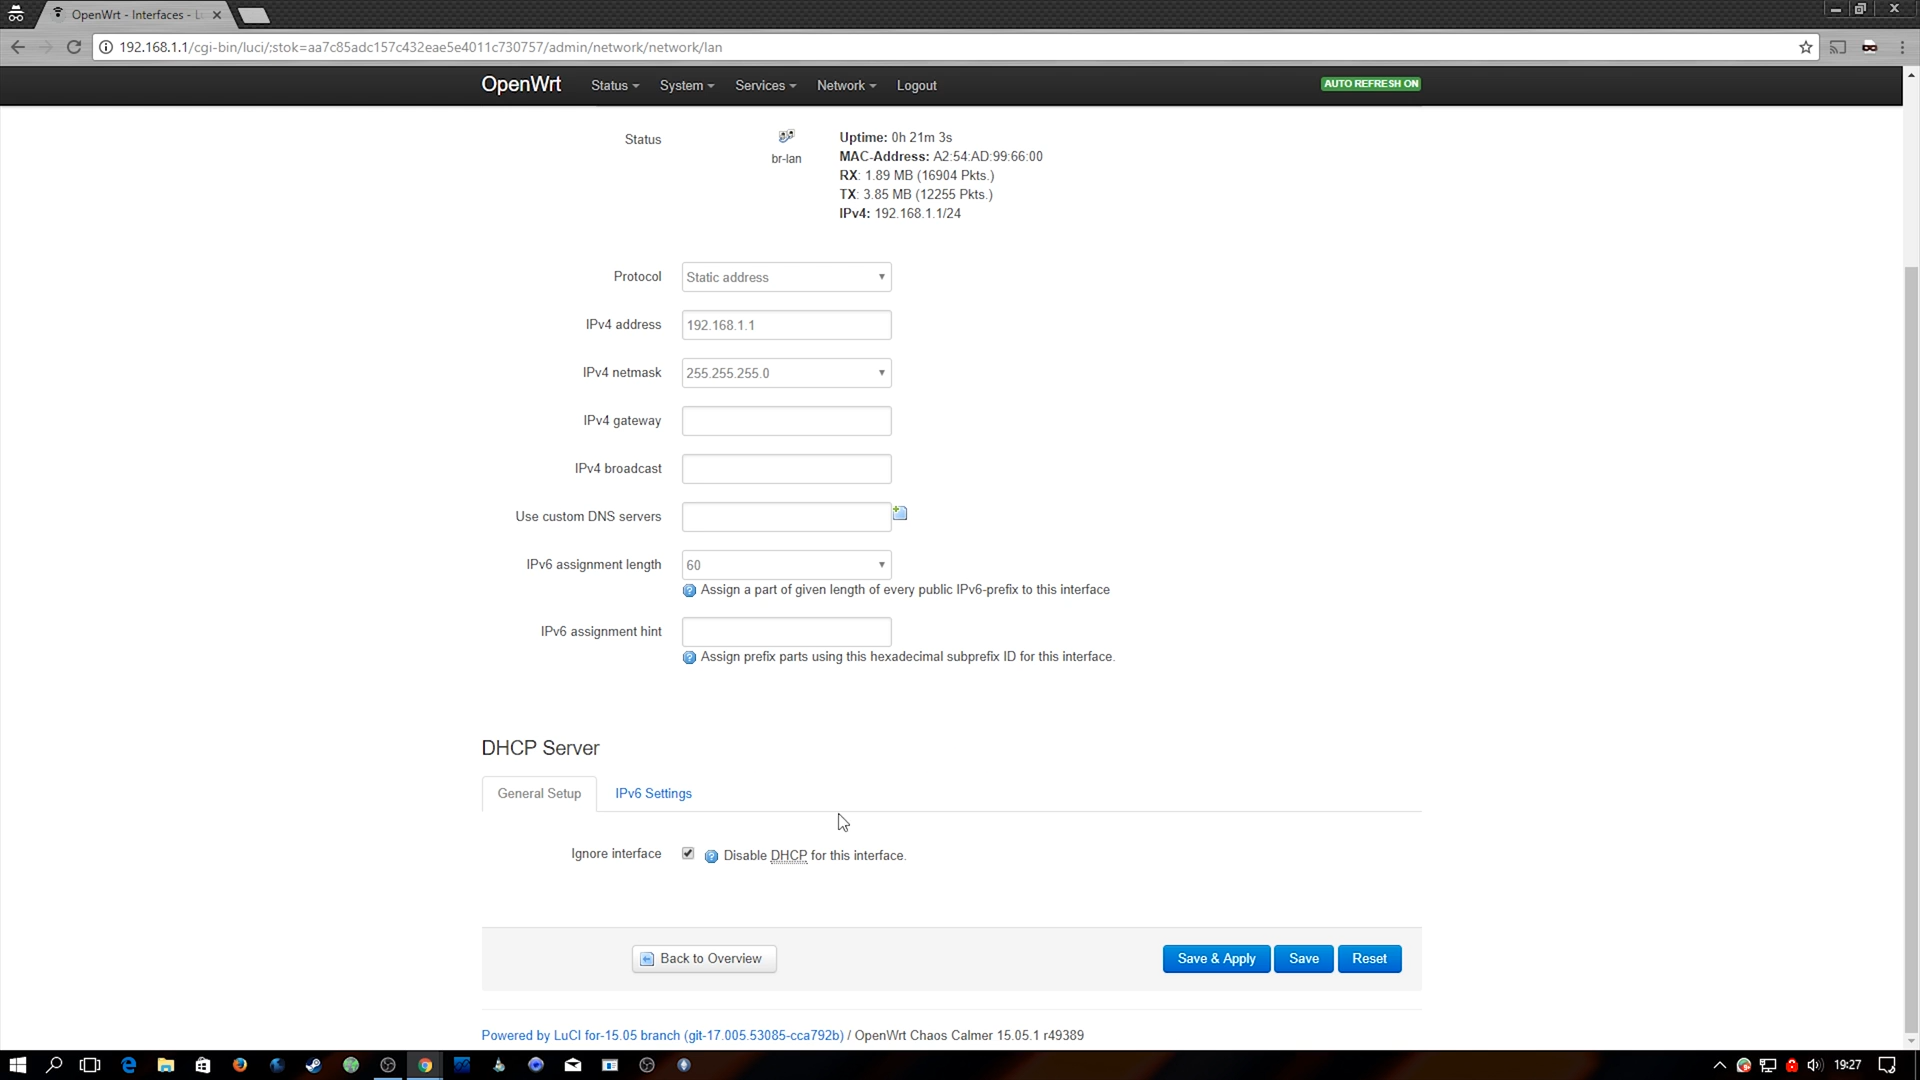 OpenWrt - Interfaces - L
192.168.1.1/cgi-bin/luci/;stok=aa7c85adc157c432eae5e4011c730757/admin/network/network/lan
OpenWrt Status System Services Network Logout AUTO REFRESH ON
Status
br-lan
Uptime: 0h 21m 3s
MAC-Address: A2:54:AD:99:66:00
RX: 1.89 MB (16904 Pkts.)
TX: 3.85 MB (12255 Pkts.)
IPv4: 192.168.1.1/24
Protocol Static address
IPv4 address 192.168.1.1
IPv4 netmask 255.255.255.0
IPv4 gateway
IPv4 broadcast
Use custom DNS servers
IPv6 assignment length 60
Assign a part of given length of every public IPv6-prefix to this interface
IPv6 assignment hint
Assign prefix parts using this hexadecimal subprefix ID for this interface.
DHCP Server
General Setup IPv6 Settings
Ignore interface Disable DHCP for this interface.
Back to Overview Save & Apply Save Reset
Powered by LuCI for-15.05 branch (git-17.005.53085-cca792b) / OpenWrt Chaos Calmer 15.05.1 r49389
19:27